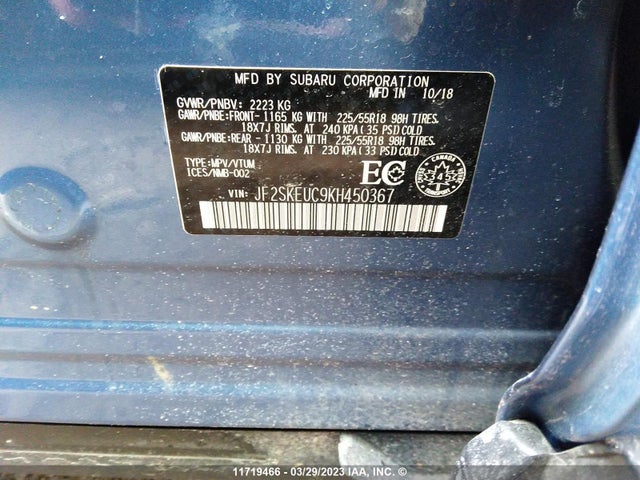 MFD BY SUBARU CORPORATION
MFD IN 10/18
GVWR/PNBV: 2223 KG
GAWR/PNBE: FRONT-1165 KG WITH 225/55R18 98H TIRES.
18X7J RIMS. AT 240 KPA (35 PSI) COLD
GAWR/PNBE: REAR -1130 KG WITH 225/55R18 98H TIRES.
18X7J RIMS. AT 230 KPA (33 PSI) COLD
TYPE: MPV/VTUM
ICES/NMB-002
EC
CANADA
345
VIN: JF2SKEUC9KH450367
11719466 - 03/29/2023 IAA, INC. ©